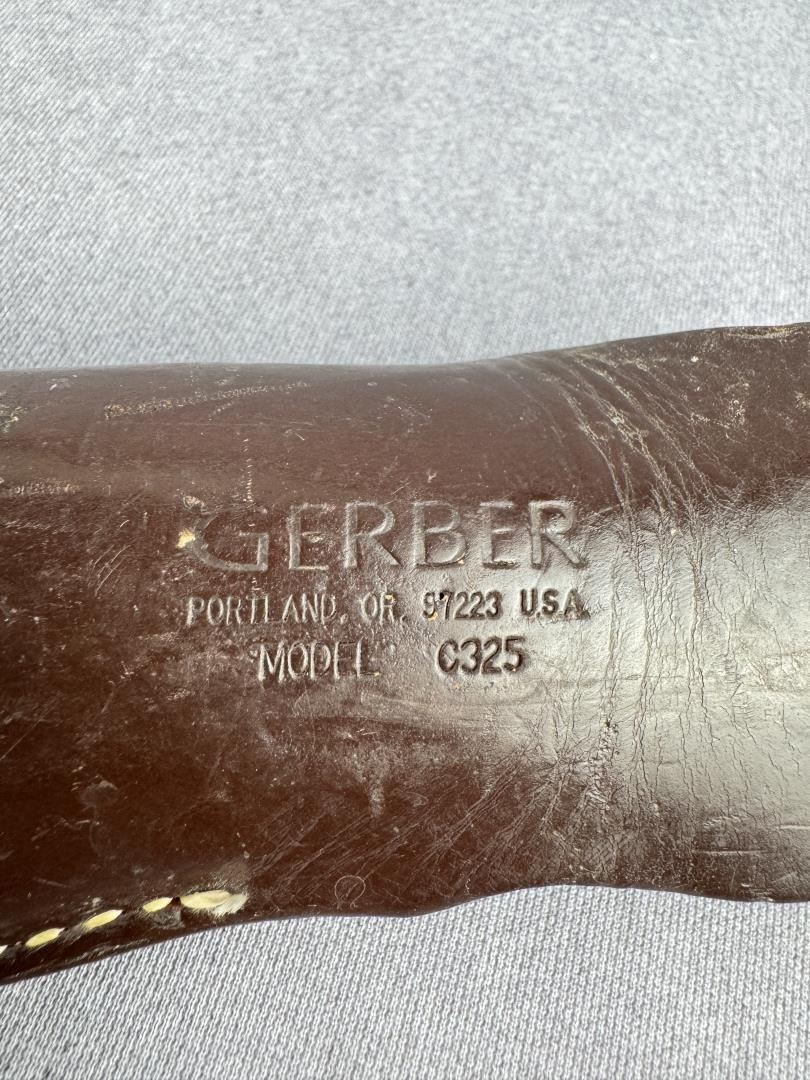 GERBER
PORTLAND, OR. 97223 U.S.A.
"MODEL" C325